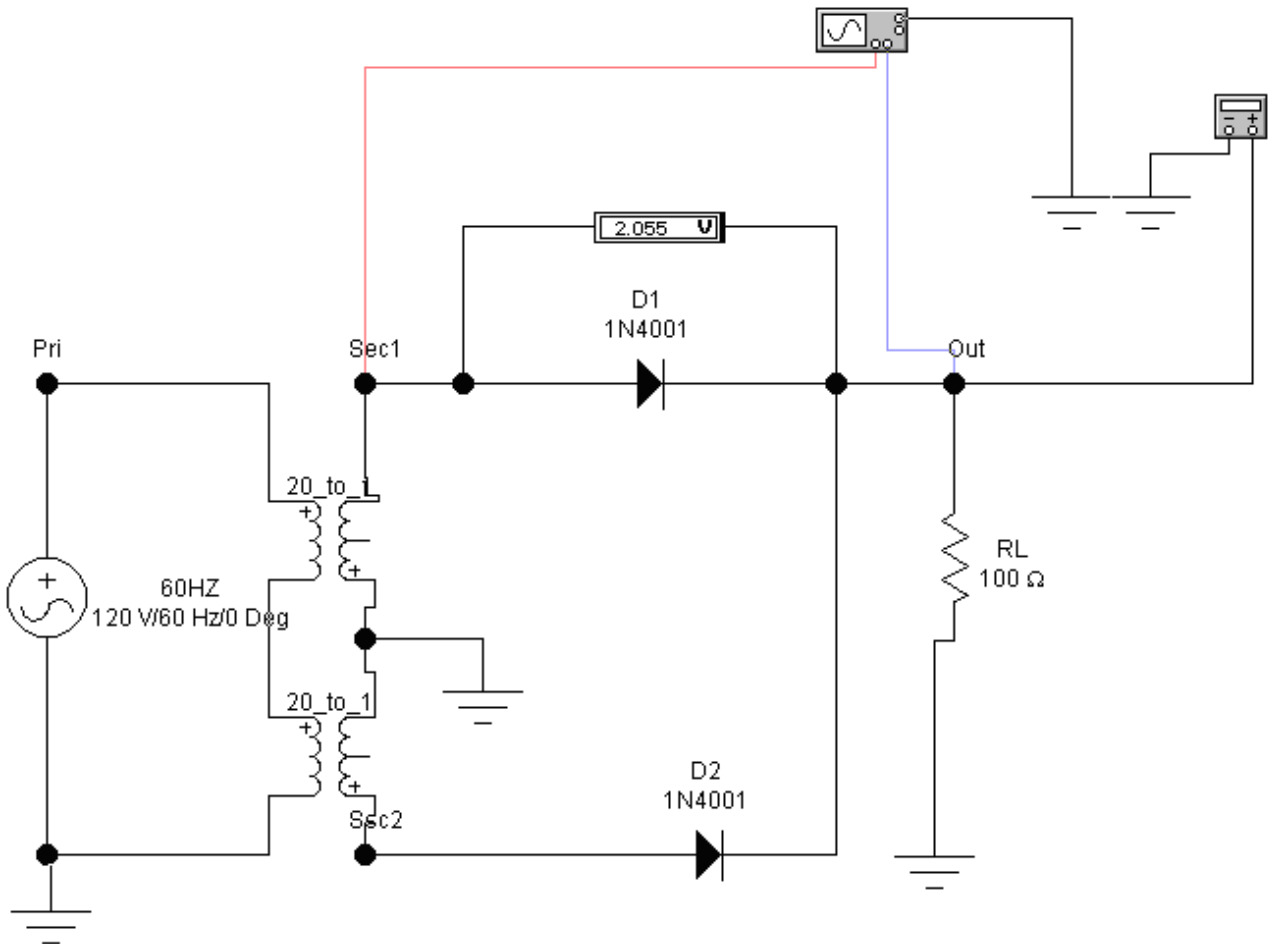 2.055 V
D1
1N4001
Pri
Sec1
Out
20_to_1
RL
100 Ω
60HZ
120 V/60 Hz/0 Deg
20_to_1
D2
1N4001
Sec2